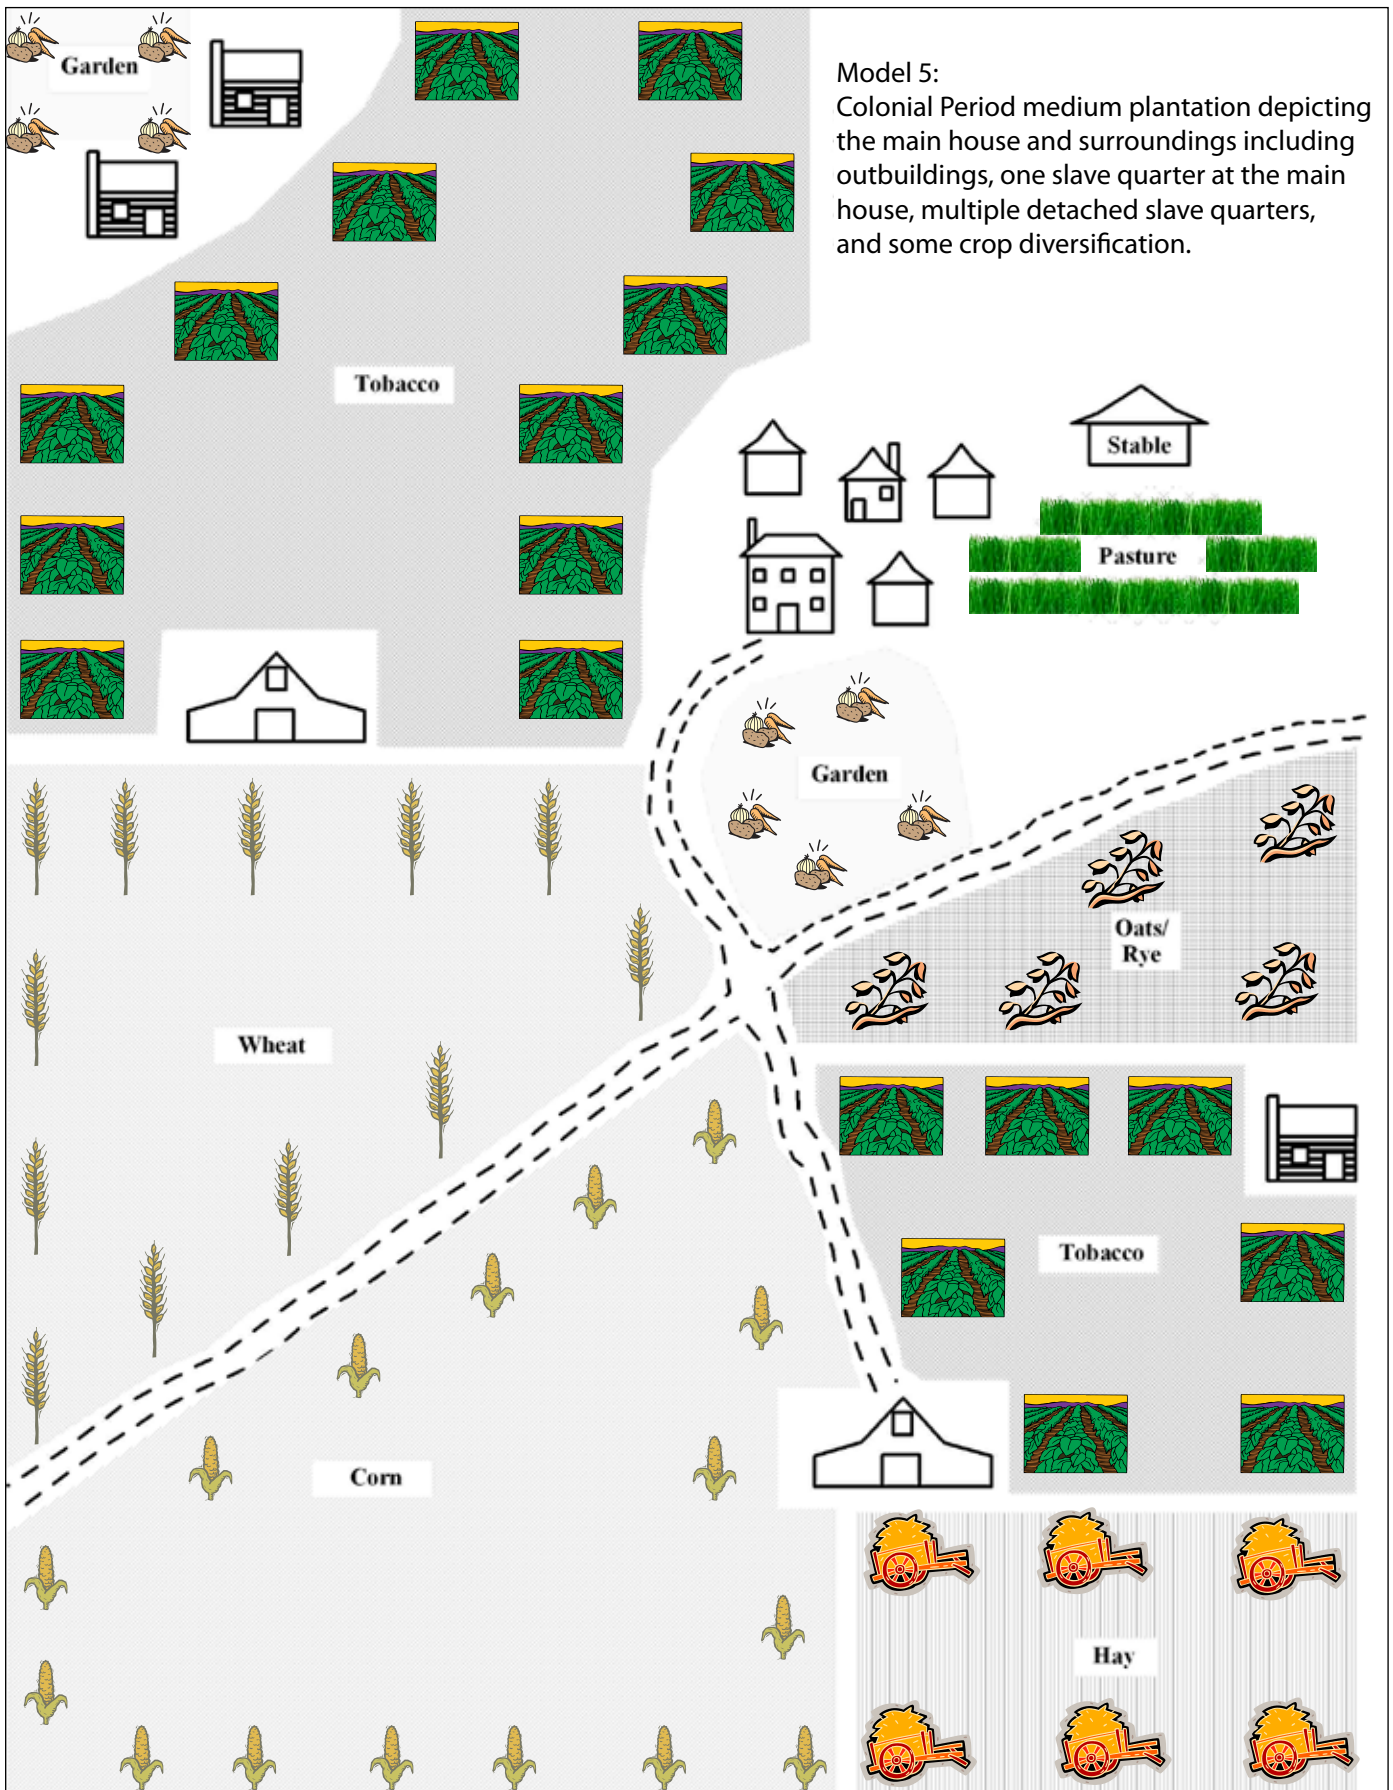 Garden
Model 5:
Colonial Period medium plantation depicting
the main house and surroundings including
outbuildings, one slave quarter at the main
house, multiple detached slave quarters,
and some crop diversification.
Tobacco
Stable
Pasture
Garden
Oats/
Rye
Wheat
Tobacco
Corn
Hay